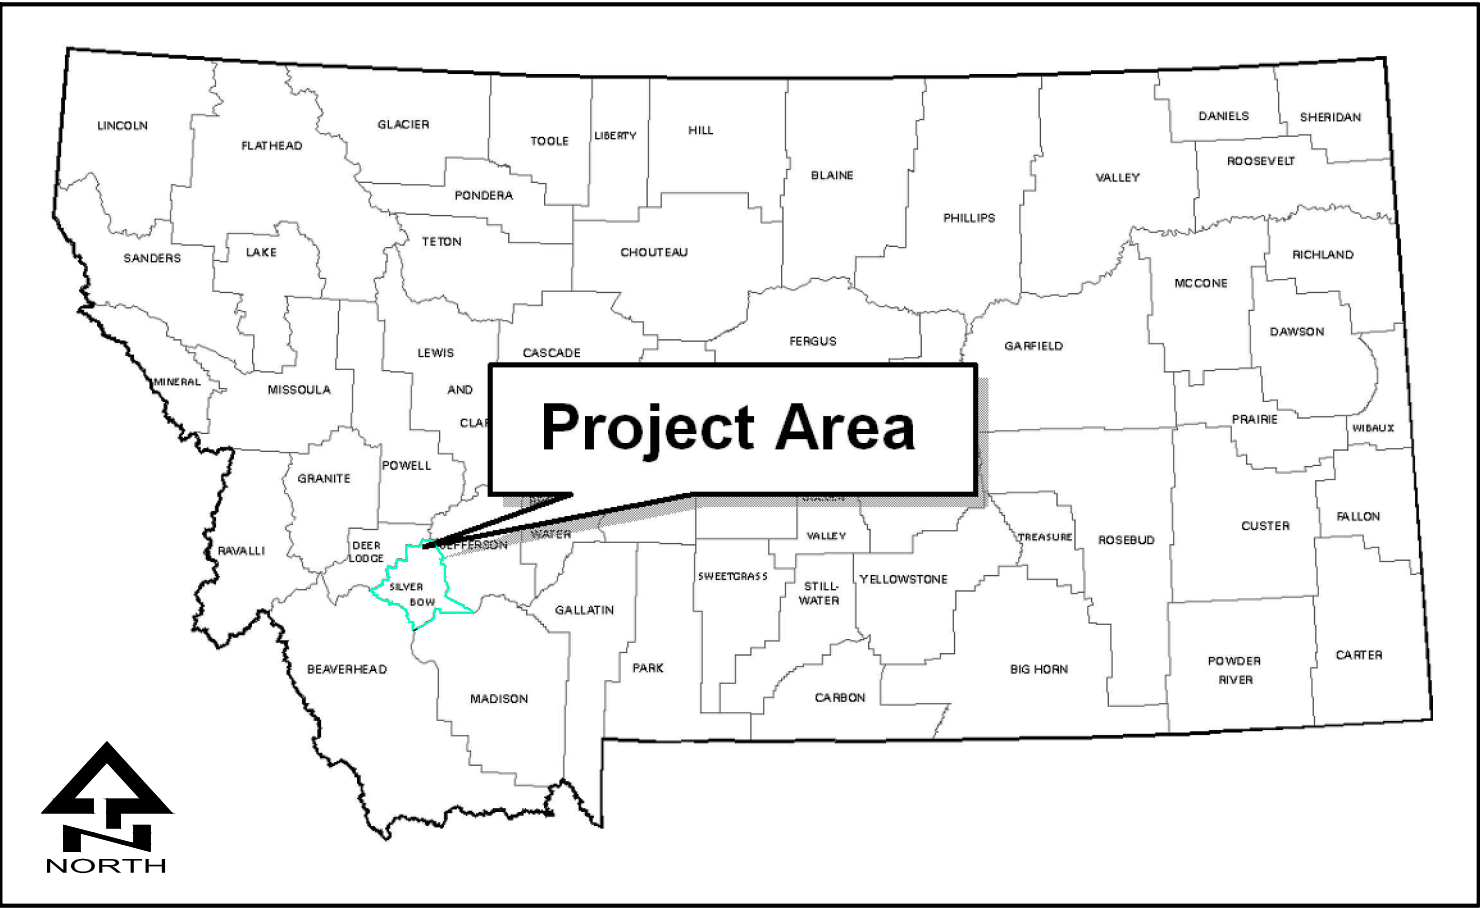 LINCOLN
FLATHEAD
GLACIER
TOOLE
LIBERTY
HILL
BLAINE
PHILLIPS
VALLEY
DANIELS
SHERIDAN
ROOSEVELT
PONDERA
TETON
CHOUTEAU
SANDERS
LAKE
MCCONE
RICHLAND
DAWSON
LEWIS
AND
CASCADE
FERGUS
GARFIELD
MINERAL
MISSOULA
PRAIRIE
WIBAUX
Project Area
GRANITE
POWELL
RAVALLI
DEER
LODGE
JEFFERSON
WATER
VALLEY
TREASURE
ROSEBUD
CUSTER
FALLON
SILVER
BOW
GALLATIN
SWEETGRASS
STILL-
WATER
YELLOWSTONE
BEAVERHEAD
MADISON
PARK
CARBON
BIG HORN
POWDER
RIVER
CARTER
NORTH